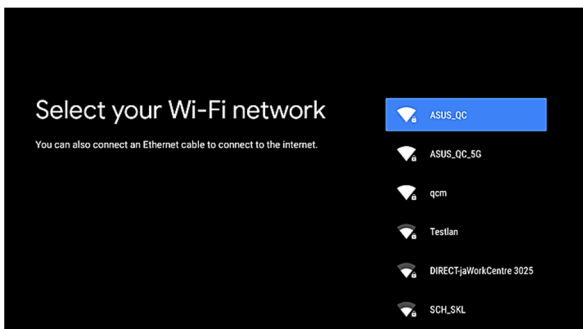 Select your Wi-Fi network
You can also connect an Ethernet cable to connect to the internet.
ASUS_QC
ASUS_QC_5G
qcm
Testlan
DIRECT-jaWorkCentre 3025
SCH_SKL